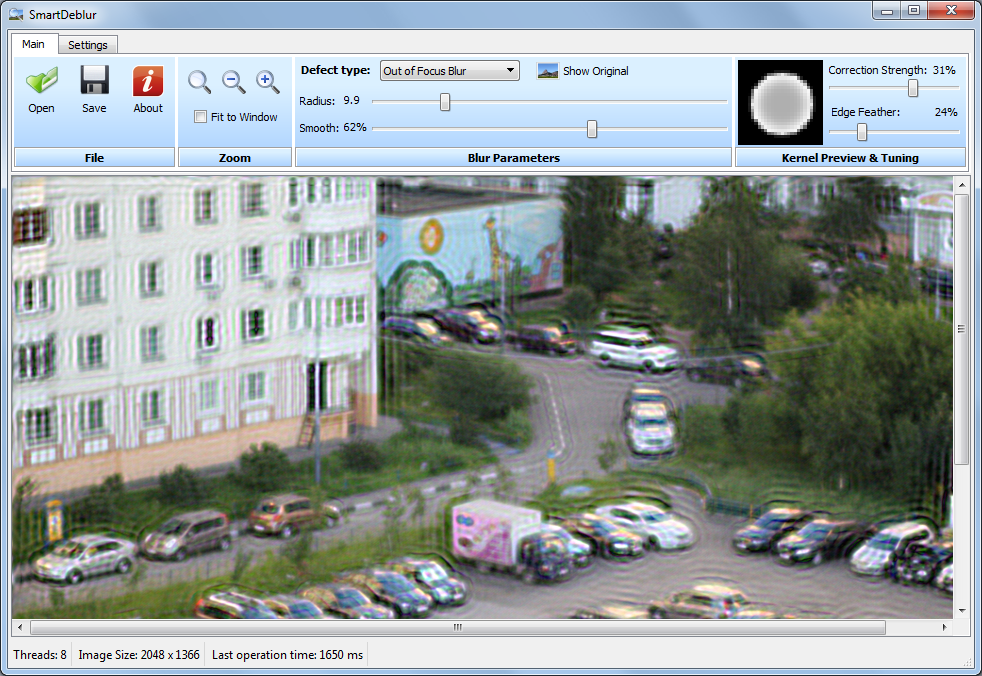 SmartDeblur
Main Settings
Open Save About
File
Fit to Window
Zoom
Defect type: Out of Focus Blur Show Original
Radius: 9.9
Smooth: 62%
Blur Parameters
Correction Strength: 31%
Edge Feather: 24%
Kernel Preview & Tuning
Threads: 8 Image Size: 2048 x 1366 Last operation time: 1650 ms